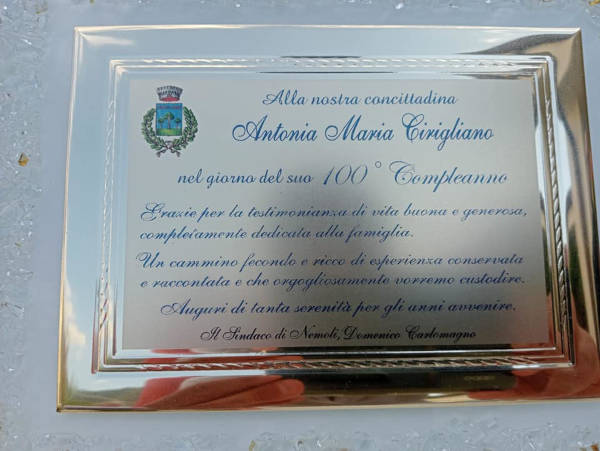 Alla nostra concittadina
Antonia Maria Cirigliano
nel giorno del suo 100° Compleanno
Grazie per la testimonianza di vita buona e generosa,
completamente dedicata alla famiglia.
Un cammino fecondo e ricco di esperienza conservata
e raccontata e che orgogliosamente vorremo custodire.
Auguri di tanta serenità per gli anni avvenire.
Il Sindaco di Nemoli, Domenico Carlomagno